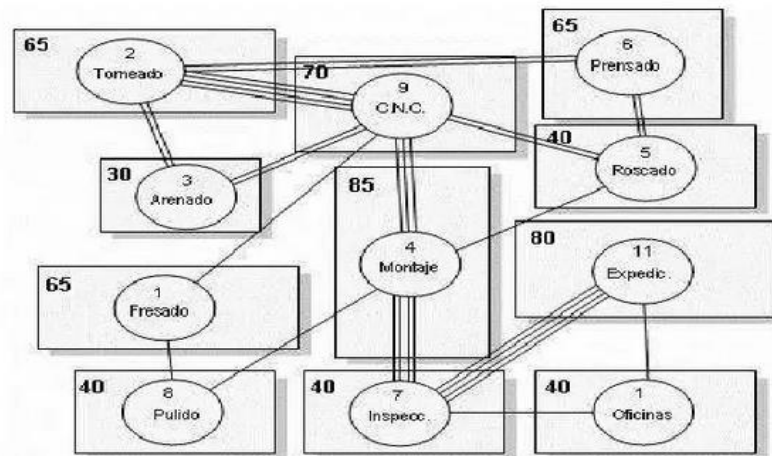 65
2
Torneado
65
6
Prensado
70
9
C.N.C.
40
5
Roscado
30
3
Arenado
85
4
Montaje
80
11
Expedic.
65
1
Fresado
40
8
Pulido
40
7
Inspecc.
40
1
Oficinas